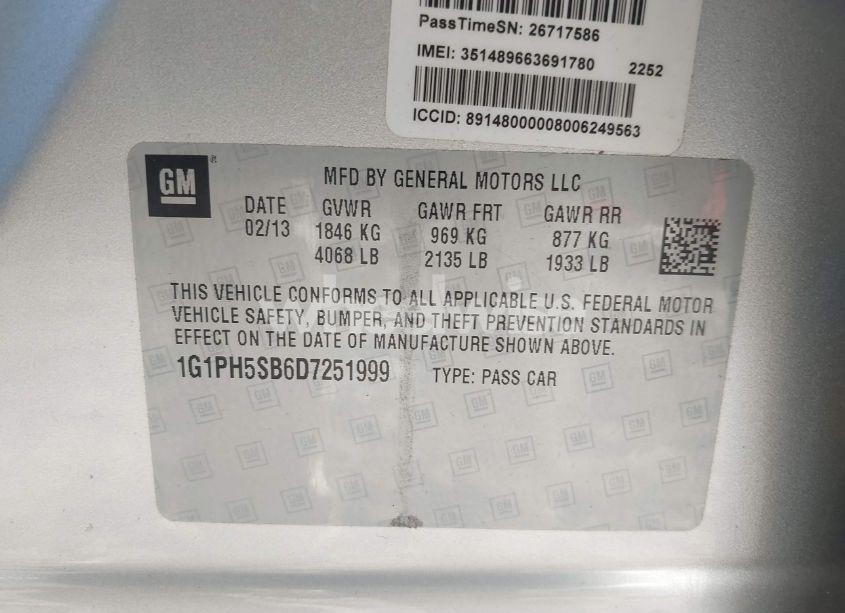 PassTimeSN: 26717586
IMEI: 351489663691780 2252
ICCID: 89148000008006249563
GM
MFD BY GENERAL MOTORS LLC
DATE GVWR GAWR FRT GAWR RR
02/13 1846 KG 969 KG 877 KG
4068 LB 2135 LB 1933 LB
THIS VEHICLE CONFORMS TO ALL APPLICABLE U.S. FEDERAL MOTOR
VEHICLE SAFETY, BUMPER, AND THEFT PREVENTION STANDARDS IN
EFFECT ON THE DATE OF MANUFACTURE SHOWN ABOVE.
1G1PH5SB6D7251999 TYPE: PASS CAR